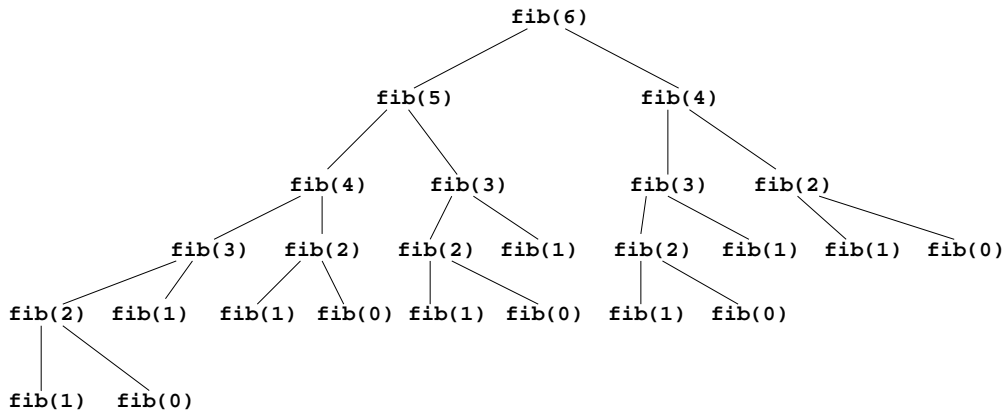 fib(6)
fib(5) fib(4)
fib(4) fib(3) fib(3) fib(2)
fib(3) fib(2) fib(2) fib(1) fib(2) fib(1) fib(1) fib(0)
fib(2) fib(1) fib(1) fib(0) fib(1) fib(0) fib(1) fib(0)
fib(1) fib(0)